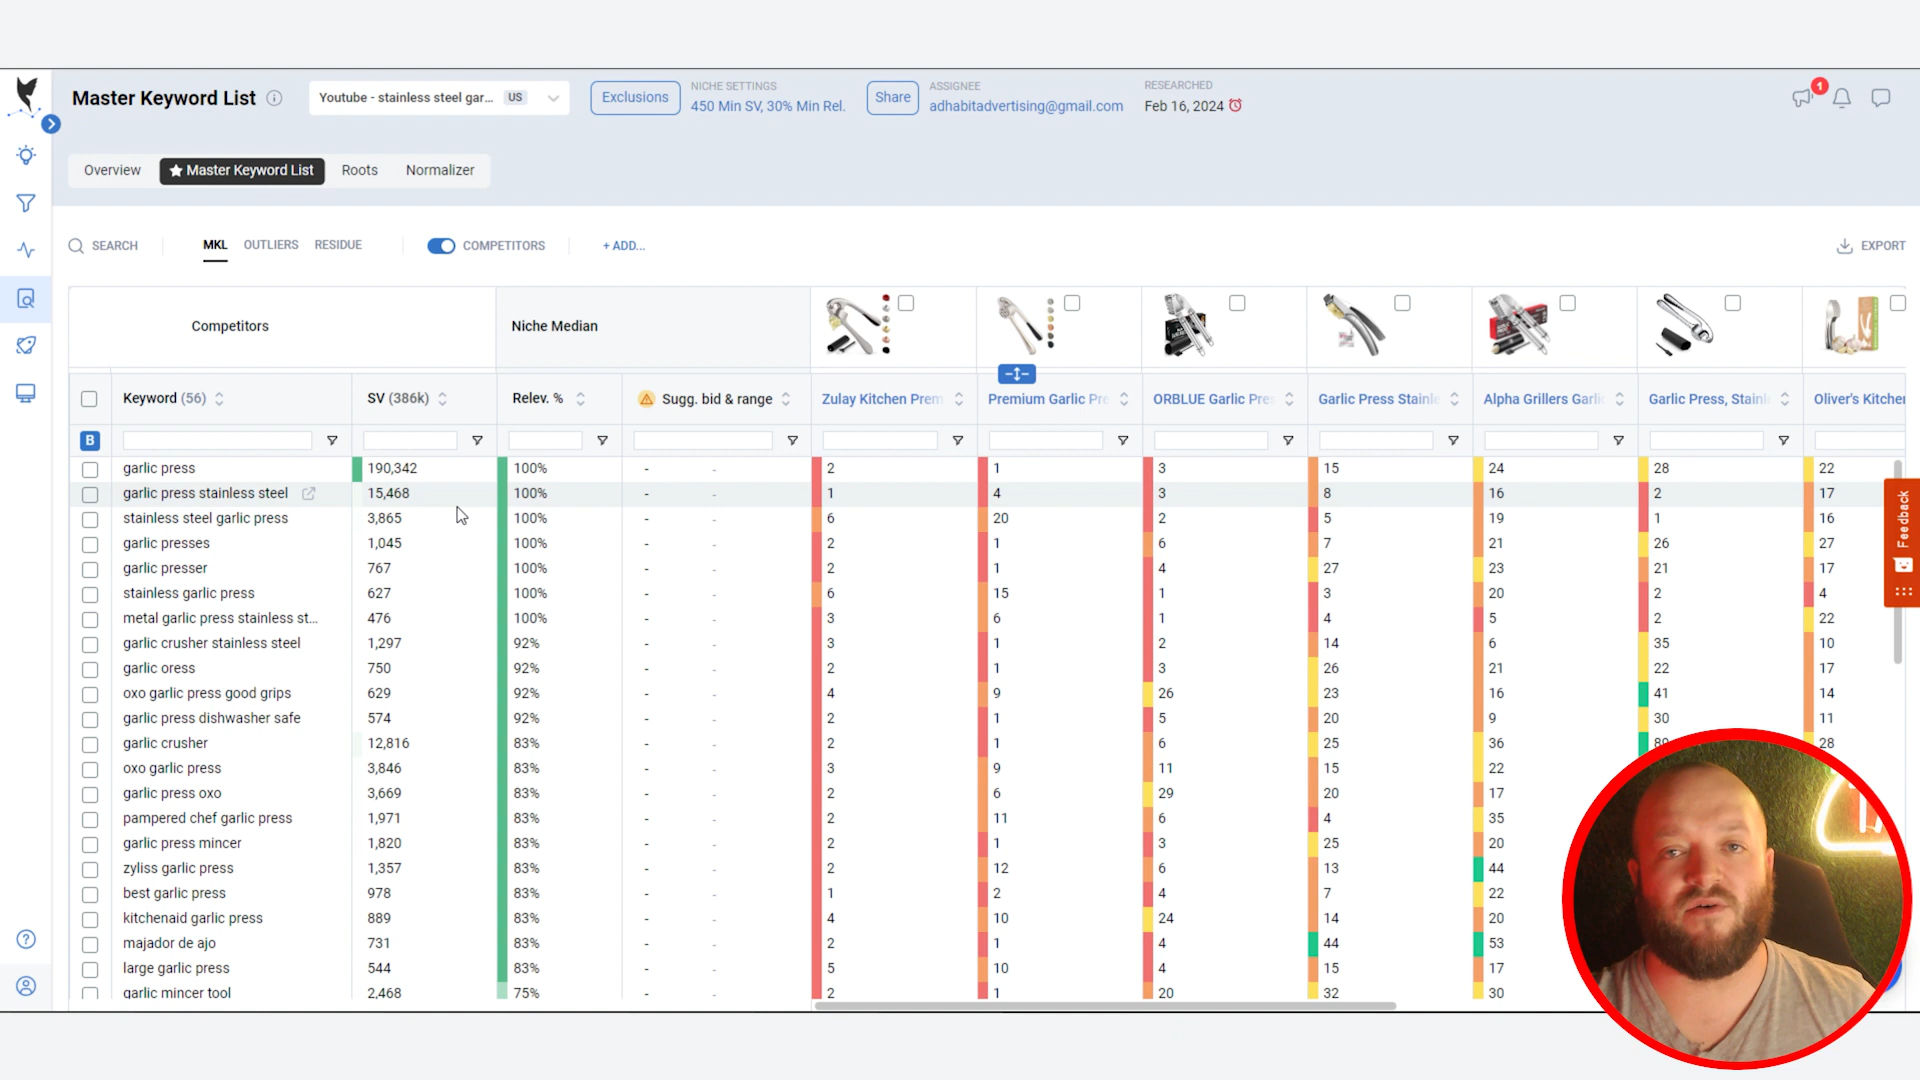 Master Keyword List
Youtube - stainless steel gar... US
Exclusions
NICHE SETTINGS
450 Min SV, 30% Min Rel.
Share
ASSIGNEE
adhabitadvertising@gmail.com
RESEARCHED
Feb 16, 2024
1
Overview Master Keyword List Roots Normalizer
SEARCH MKL OUTLIERS RESIDUE COMPETITORS + ADD... EXPORT
Competitors Niche Median
Keyword (56) SV (386k) Relev. % Sugg. bid & range Zulay Kitchen Prem Premium Garlic Pre ORBLUE Garlic Pre Garlic Press Stainle Alpha Grillers Garli Garlic Press, Stainl Oliver's Kitchen
B
garlic press 190,342 100% - - 2 1 3 15 24 28 22
garlic press stainless steel 15,468 100% - - 1 4 3 8 16 2 17
stainless steel garlic press 3,865 100% - - 6 20 2 5 19 1 16
garlic presses 1,045 100% - - 2 1 6 7 21 26 27
garlic presser 767 100% - - 2 1 4 27 23 21 17
stainless garlic press 627 100% - - 6 15 1 3 20 2 4
metal garlic press stainless st... 476 100% - - 3 6 1 4 5 2 22
garlic crusher stainless steel 1,297 92% - - 3 1 2 14 6 35 10
garlic oress 750 92% - - 2 1 3 26 21 22 17
oxo garlic press good grips 629 92% - - 4 9 26 23 16 41 14
garlic press dishwasher safe 574 92% - - 2 1 5 20 9 30 11
garlic crusher 12,816 83% - - 2 1 6 25 36 28
oxo garlic press 3,846 83% - - 3 9 11 15 22
garlic press oxo 3,669 83% - - 2 6 29 20 17
pampered chef garlic press 1,971 83% - - 2 11 6 4 35
garlic press mincer 1,820 83% - - 2 1 3 25 20
zyliss garlic press 1,357 83% - - 2 12 6 13 44
best garlic press 978 83% - - 1 2 4 7 22
kitchenaid garlic press 889 83% - - 4 10 24 14 20
majador de ajo 731 83% - - 2 1 4 44 53
large garlic press 544 83% - - 5 10 4 15 17
garlic mincer tool 2,468 75% - - 2 1 20 32 30
Feedback